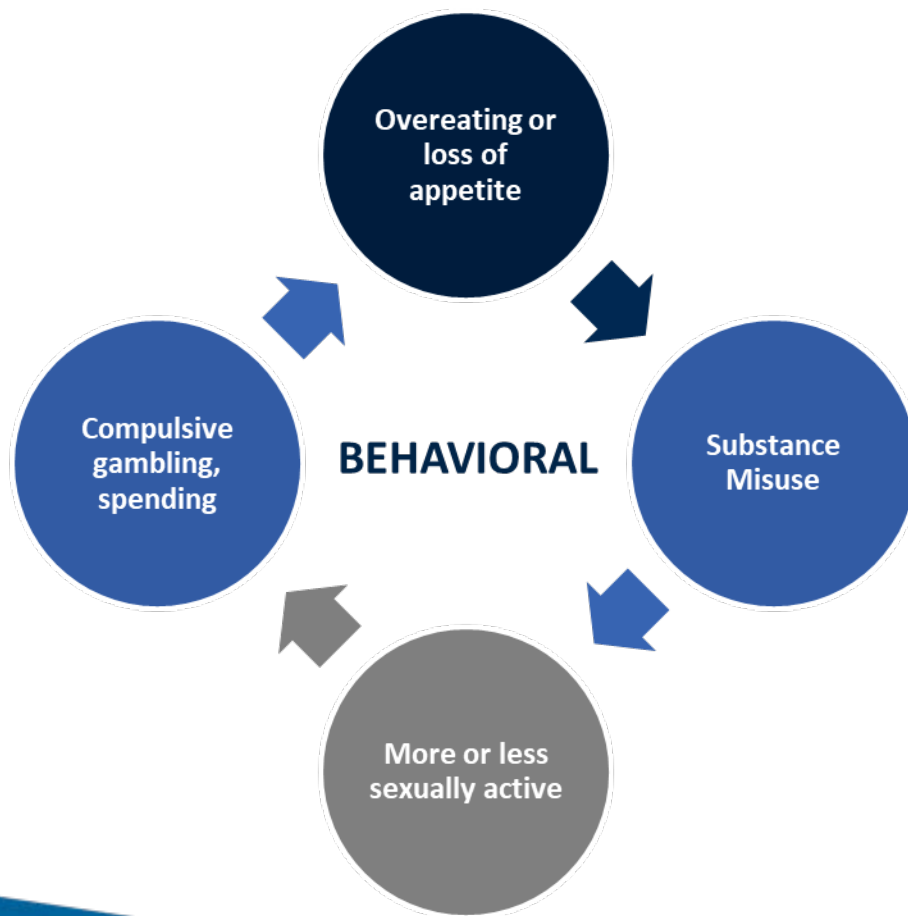 Overeating or
loss of
appetite
Compulsive
gambling,
spending
BEHAVIORAL
Substance
Misuse
More or less
sexually active